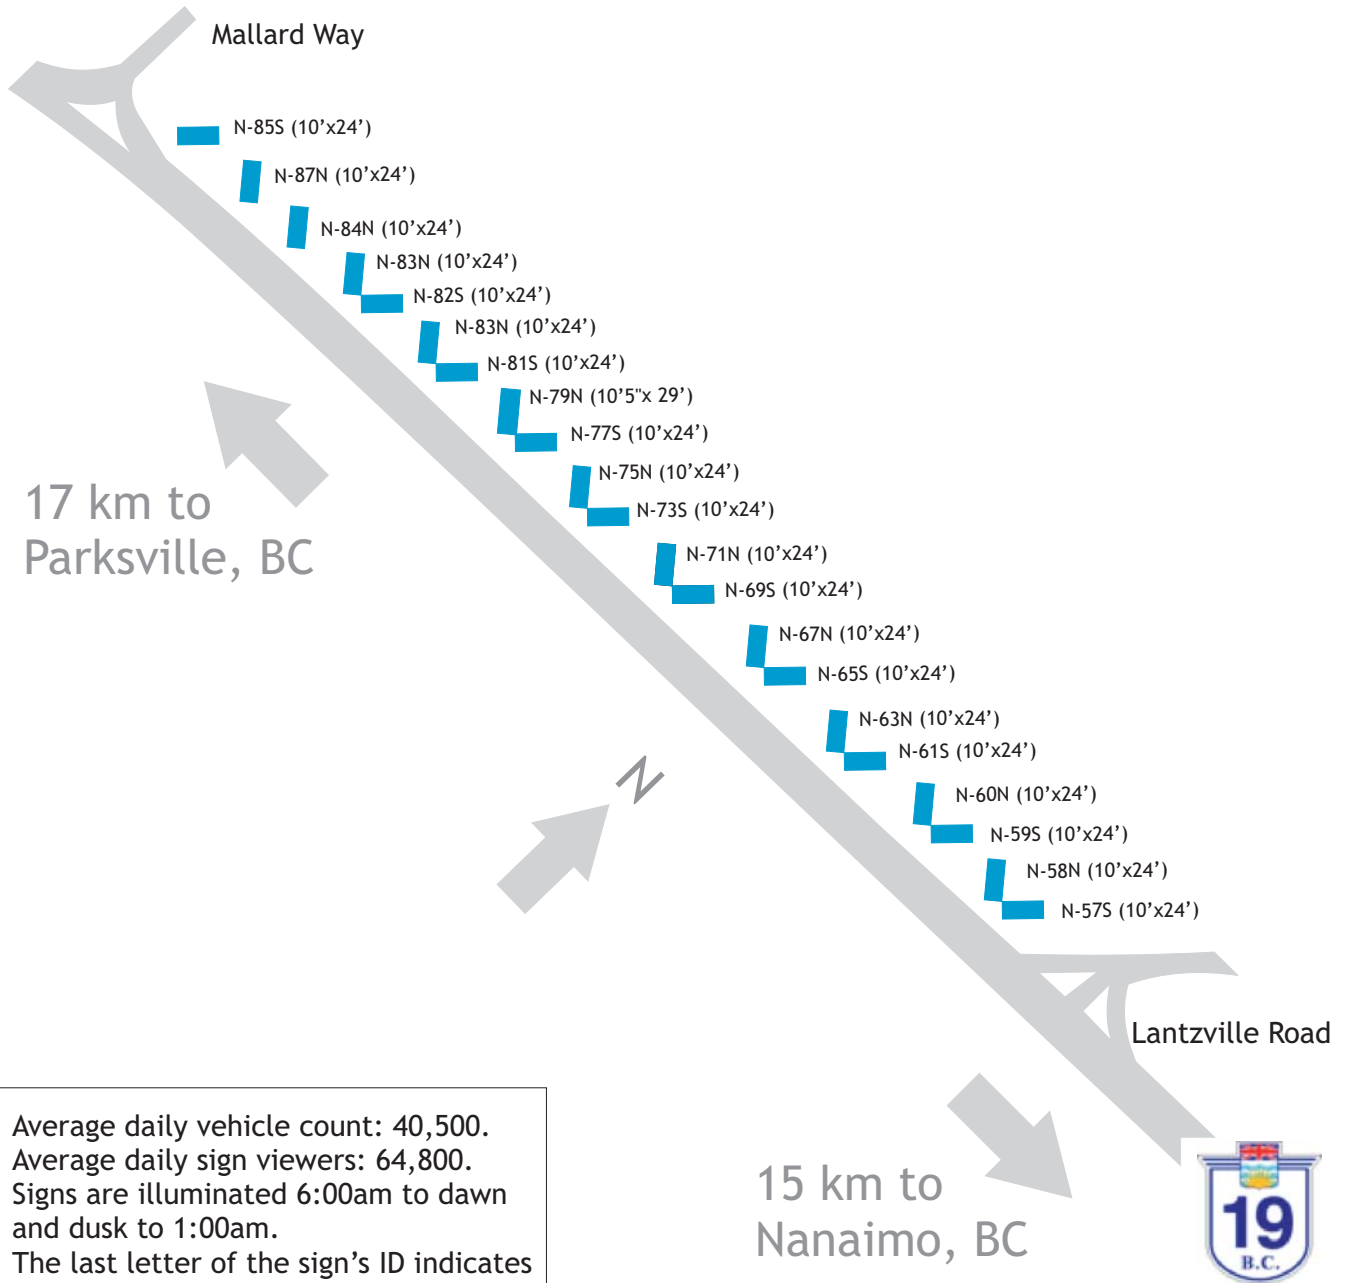 Mallard Way
N-85S (10’x24’)
N-87N (10’x24’)
N-84N (10’x24’)
N-83N (10’x24’)
N-82S (10’x24’)
N-83N (10’x24’)
N-81S (10’x24’)
N-79N (10’5"x 29’)
N-77S (10’x24’)
N-75N (10’x24’)
N-73S (10’x24’)
N-71N (10’x24’)
N-69S (10’x24’)
N-67N (10’x24’)
N-65S (10’x24’)
N-63N (10’x24’)
N-61S (10’x24’)
N-60N (10’x24’)
N-59S (10’x24’)
N-58N (10’x24’)
N-57S (10’x24’)
17 km to
Parksville, BC
N
Lantzville Road
15 km to
Nanaimo, BC
19
B.C.
Average daily vehicle count: 40,500.
Average daily sign viewers: 64,800.
Signs are illuminated 6:00am to dawn
and dusk to 1:00am.
The last letter of the sign’s ID indicates